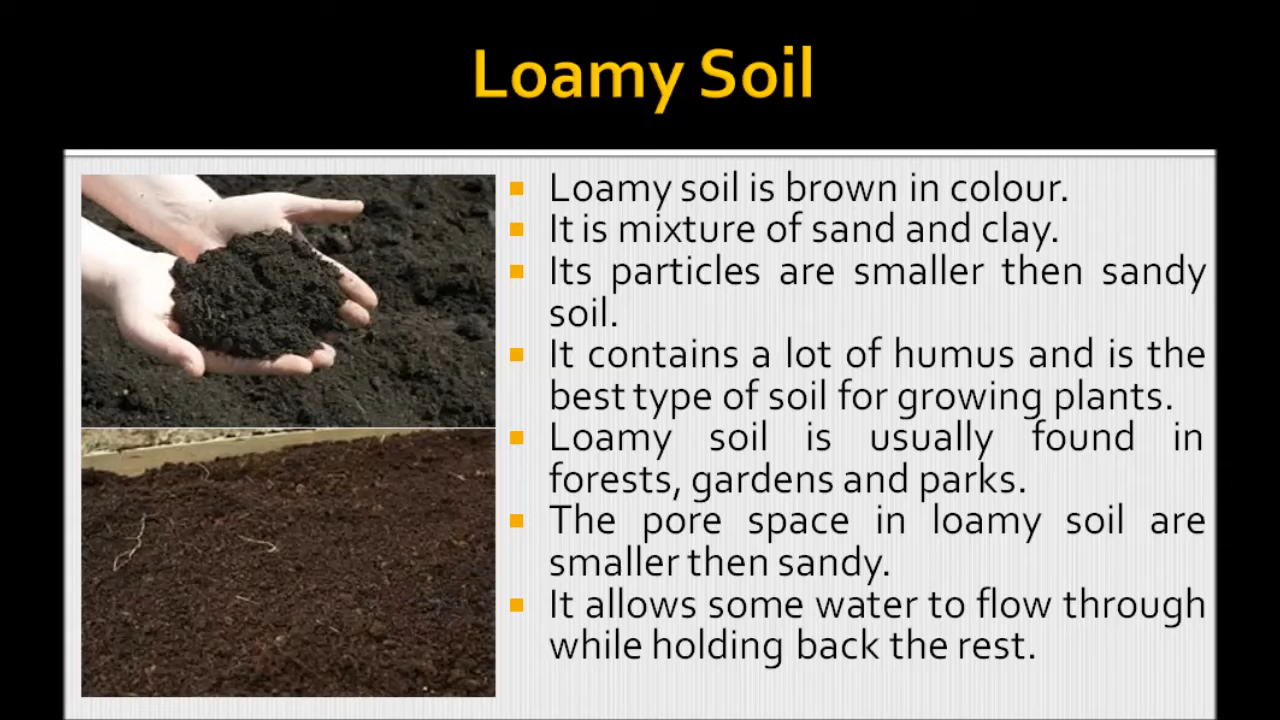 Loamy Soil
Loamy soil is brown in colour.
It is mixture of sand and clay.
Its particles are smaller then sandy
soil.
It contains a lot of humus and is the
best type of soil for growing plants.
Loamy soil is usually found in
forests, gardens and parks.
The pore space in loamy soil are
smaller then sandy.
It allows some water to flow through
while holding back the rest.